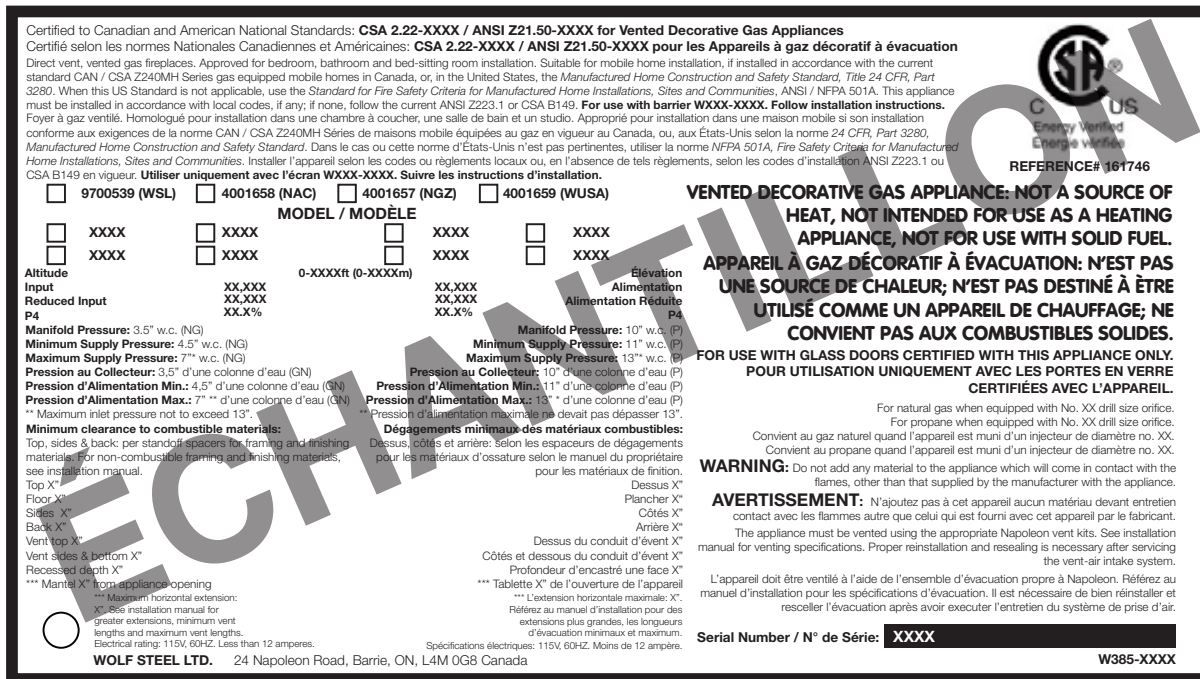 Certified to Canadian and American National Standards: CSA 2.22-XXXX / ANSI Z21.50-XXXX for Vented Decorative Gas Appliances
Certifié selon les normes Nationales Canadiennes et Américaines: CSA 2.22-XXXX / ANSI Z21.50-XXXX pour les Appareils à gaz décoratif à évacuation
Direct vent, vented gas fireplaces. Approved for bedroom, bathroom and bed-sitting room installation. Suitable for mobile home installation, if installed in accordance with the current
standard CAN / CSA Z240MH Series gas equipped mobile homes in Canada, or, in the United States, the Manufactured Home Construction and Safety Standard, Title 24 CFR, Part
3280. When this US Standard is not applicable, use the Standard for Fire Safety Criteria for Manufactured Home Installations, Sites and Communities, ANSI / NFPA 501A. This appliance
must be installed in accordance with local codes, if any; if none, follow the current ANSI Z223.1 or CSA B149. For use with barrier WXXX-XXXX. Follow installation instructions.
Foyer à gaz ventilé. Homologué pour installation dans une chambre à coucher, une salle de bain et un studio. Approprié pour installation dans une maison mobile si son installation
conforme aux exigences de la norme CAN / CSA Z240MH Séries de maisons mobile équipées au gaz en vigueur au Canada, ou, aux États-Unis selon la norme 24 CFR, Part 3280,
Manufactured Home Construction and Safety Standard. Dans le cas ou cette norme d'États-Unis n'est pas pertinentes, utiliser la norme NFPA 501A, Fire Safety Criteria for Manufactured
Home Installations, Sites and Communities. Installer l'appareil selon les codes ou règlements locaux ou, en l'absence de tels règlements, selon les codes d'installation ANSI Z223.1 ou
CSA B149 en vigueur. Utiliser uniquement avec l'écran WXXX-XXXX. Suivre les instructions d'installation.
CSA ®
C US
Energy Verified
Energie vérifiée
REFERENCE# 161746
9700539 (WSL) 4001658 (NAC) 4001657 (NGZ) 4001659 (WUSA)
MODEL / MODÈLE
XXXX XXXX XXXX XXXX
XXXX XXXX XXXX XXXX
Altitude 0-XXXXft (0-XXXXm) Élévation
Input XX,XXX XX,XXX Alimentation
Reduced Input XX,XXX XX,XXX Alimentation Réduite
P4 XX.X% XX.X% P4
Manifold Pressure: 3.5" w.c. (NG) Manifold Pressure: 10" w.c. (P)
Minimum Supply Pressure: 4.5" w.c. (NG) Minimum Supply Pressure: 11" w.c. (P)
Maximum Supply Pressure: 7"* w.c. (NG) Maximum Supply Pressure: 13"* w.c. (P)
Pression au Collecteur: 3,5" d'une colonne d'eau (GN) Pression au Collecteur: 10" d'une colonne d'eau (P)
Pression d'Alimentation Min.: 4,5" d'une colonne d'eau (GN) Pression d'Alimentation Min.: 11" d'une colonne d'eau (P)
Pression d'Alimentation Max.: 7" ** d'une colonne d'eau (GN) Pression d'Alimentation Max.: 13" * d'une colonne d'eau (P)
** Maximum inlet pressure not to exceed 13". ** Pression d'alimentation maximale ne devait pas dépasser 13".
Minimum clearance to combustible materials: Dégagements minimaux des matériaux combustibles:
Top, sides & back: per standoff spacers for framing and finishing Dessus, côtés et arrière: selon les espaceurs de dégagements
materials. For non-combustible framing and finishing materials, pour les matériaux d'ossature selon le manuel du propriétaire
see installation manual. pour les matériaux de finition.
Top X" Dessus X"
Floor X" Plancher X"
Sides X" Côtés X"
Back X" Arrière X"
Vent top X" Dessus du conduit d'évent X"
Vent sides & bottom X" Côtés et dessous du conduit d'évent X"
Recessed depth X" Profondeur d'encastré une face X"
*** Mantel X" from appliance opening *** Tablette X" de l'ouverture de l'appareil
*** Maximum horizontal extension: *** L'extension horizontale maximale: X".
X". See installation manual for Référez au manuel d'installation pour des
greater extensions, minimum vent extensions plus grandes, les longueurs
lengths and maximum vent lengths. d'évacuation minimaux et maximum.
Electrical rating: 115V, 60HZ. Less than 12 amperes. Spécifications électriques: 115V, 60HZ. Moins de 12 ampère.
WOLF STEEL LTD. 24 Napoleon Road, Barrie, ON, L4M 0G8 Canada
VENTED DECORATIVE GAS APPLIANCE: NOT A SOURCE OF
HEAT, NOT INTENDED FOR USE AS A HEATING
APPLIANCE, NOT FOR USE WITH SOLID FUEL.
APPAREIL À GAZ DÉCORATIF À ÉVACUATION: N'EST PAS
UNE SOURCE DE CHALEUR; N'EST PAS DESTINÉ À ÈTRE
UTILISÉ COMME UN APPAREIL DE CHAUFFAGE; NE
CONVIENT PAS AUX COMBUSTIBLES SOLIDES.
FOR USE WITH GLASS DOORS CERTIFIED WITH THIS APPLIANCE ONLY.
POUR UTILISATION UNIQUEMENT AVEC LES PORTES EN VERRE
CERTIFIÉES AVEC L'APPAREIL.
For natural gas when equipped with No. XX drill size orifice.
For propane when equipped with No. XX drill size orifice.
Convient au gaz naturel quand l'appareil est muni d'un injecteur de diamètre no. XX.
Convient au propane quand l'appareil est muni d'un injecteur de diamètre no. XX.
WARNING: Do not add any material to the appliance which will come in contact with the
flames, other than that supplied by the manufacturer with the appliance.
AVERTISSEMENT: N'ajoutez pas à cet appareil aucun matériau devant entretien
contact avec les flammes autre que celui qui est fourni avec cet appareil par le fabricant.
The appliance must be vented using the appropriate Napoleon vent kits. See installation
manual for venting specifications. Proper reinstallation and resealing is necessary after servicing
the vent-air intake system.
L'appareil doit être ventilé à l'aide de l'ensemble d'évacuation propre à Napoleon. Référez au
manuel d'installation pour les spécifications d'évacuation. Il est nécessaire de bien réinstaller et
resceller l'évacuation après avoir executer l'entretien du système de prise d'air.
Serial Number / N° de Série: XXXX
W385-XXXX
ÉCHANTILLON